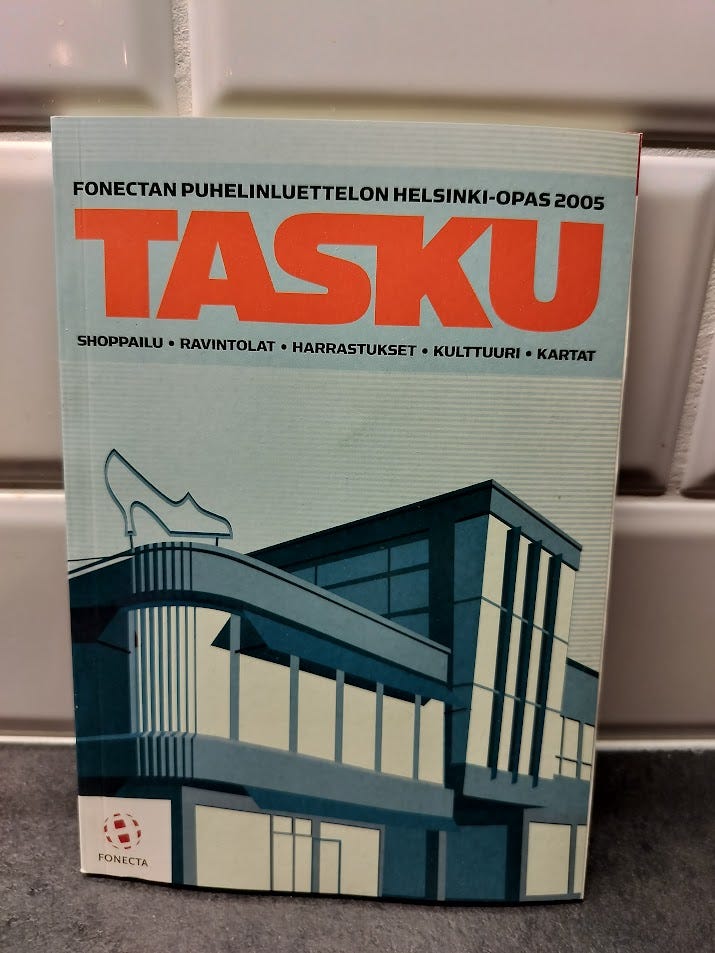 FONECTAN PUHELINLUETTELON HELSINKI-OPAS 2005
TASKU
SHOPPAILU • RAVINTOLAT • HARRASTUKSET • KULTTUURI • KARTAT
FONECTA